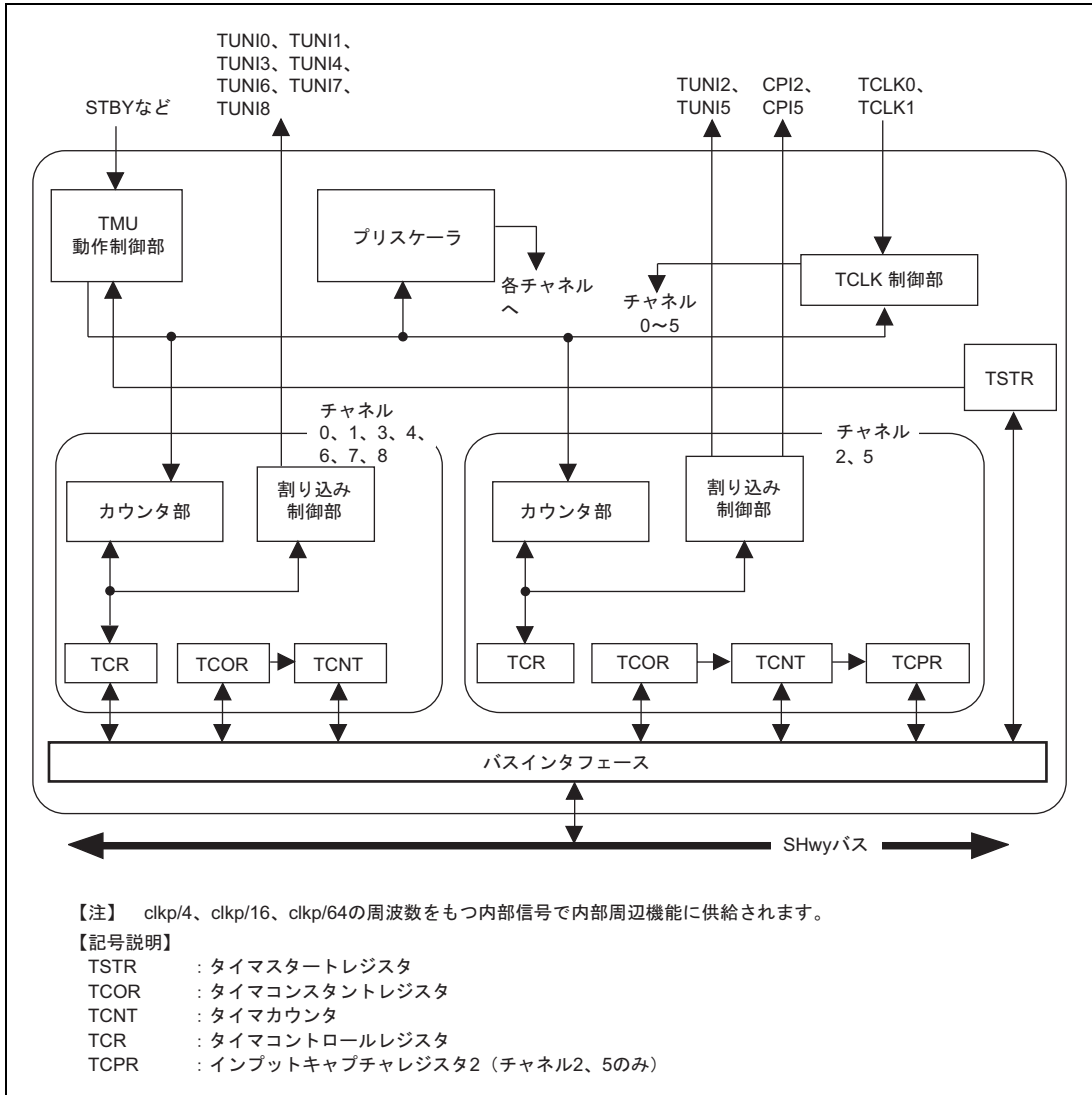 TUNI0、TUNI1、
TUNI3、TUNI4、
TUNI6、TUNI7、
TUNI8
TUNI2、
TUNI5
CPI2、
CPI5
TCLK0、
TCLK1
STBYなど
TMU
動作制御部
プリスケーラ
各チャネル
へ
チャネル
0～5
TCLK 制御部
TSTR
チャネル
0、1、3、4、
6、7、8
カウンタ部
割り込み
制御部
TCR
TCOR
TCNT
チャネル
2、5
カウンタ部
割り込み
制御部
TCR
TCOR
TCNT
TCPR
バスインタフェース
SHwyバス
【注】 clkp/4、clkp/16、clkp/64の周波数をもつ内部信号で内部周辺機能に供給されます。
【記号説明】
TSTR : タイマスタートレジスタ
TCOR : タイマコンスタントレジスタ
TCNT : タイマカウンタ
TCR : タイマコントロールレジスタ
TCPR : インプットキャプチャレジスタ2（チャネル2、5のみ）